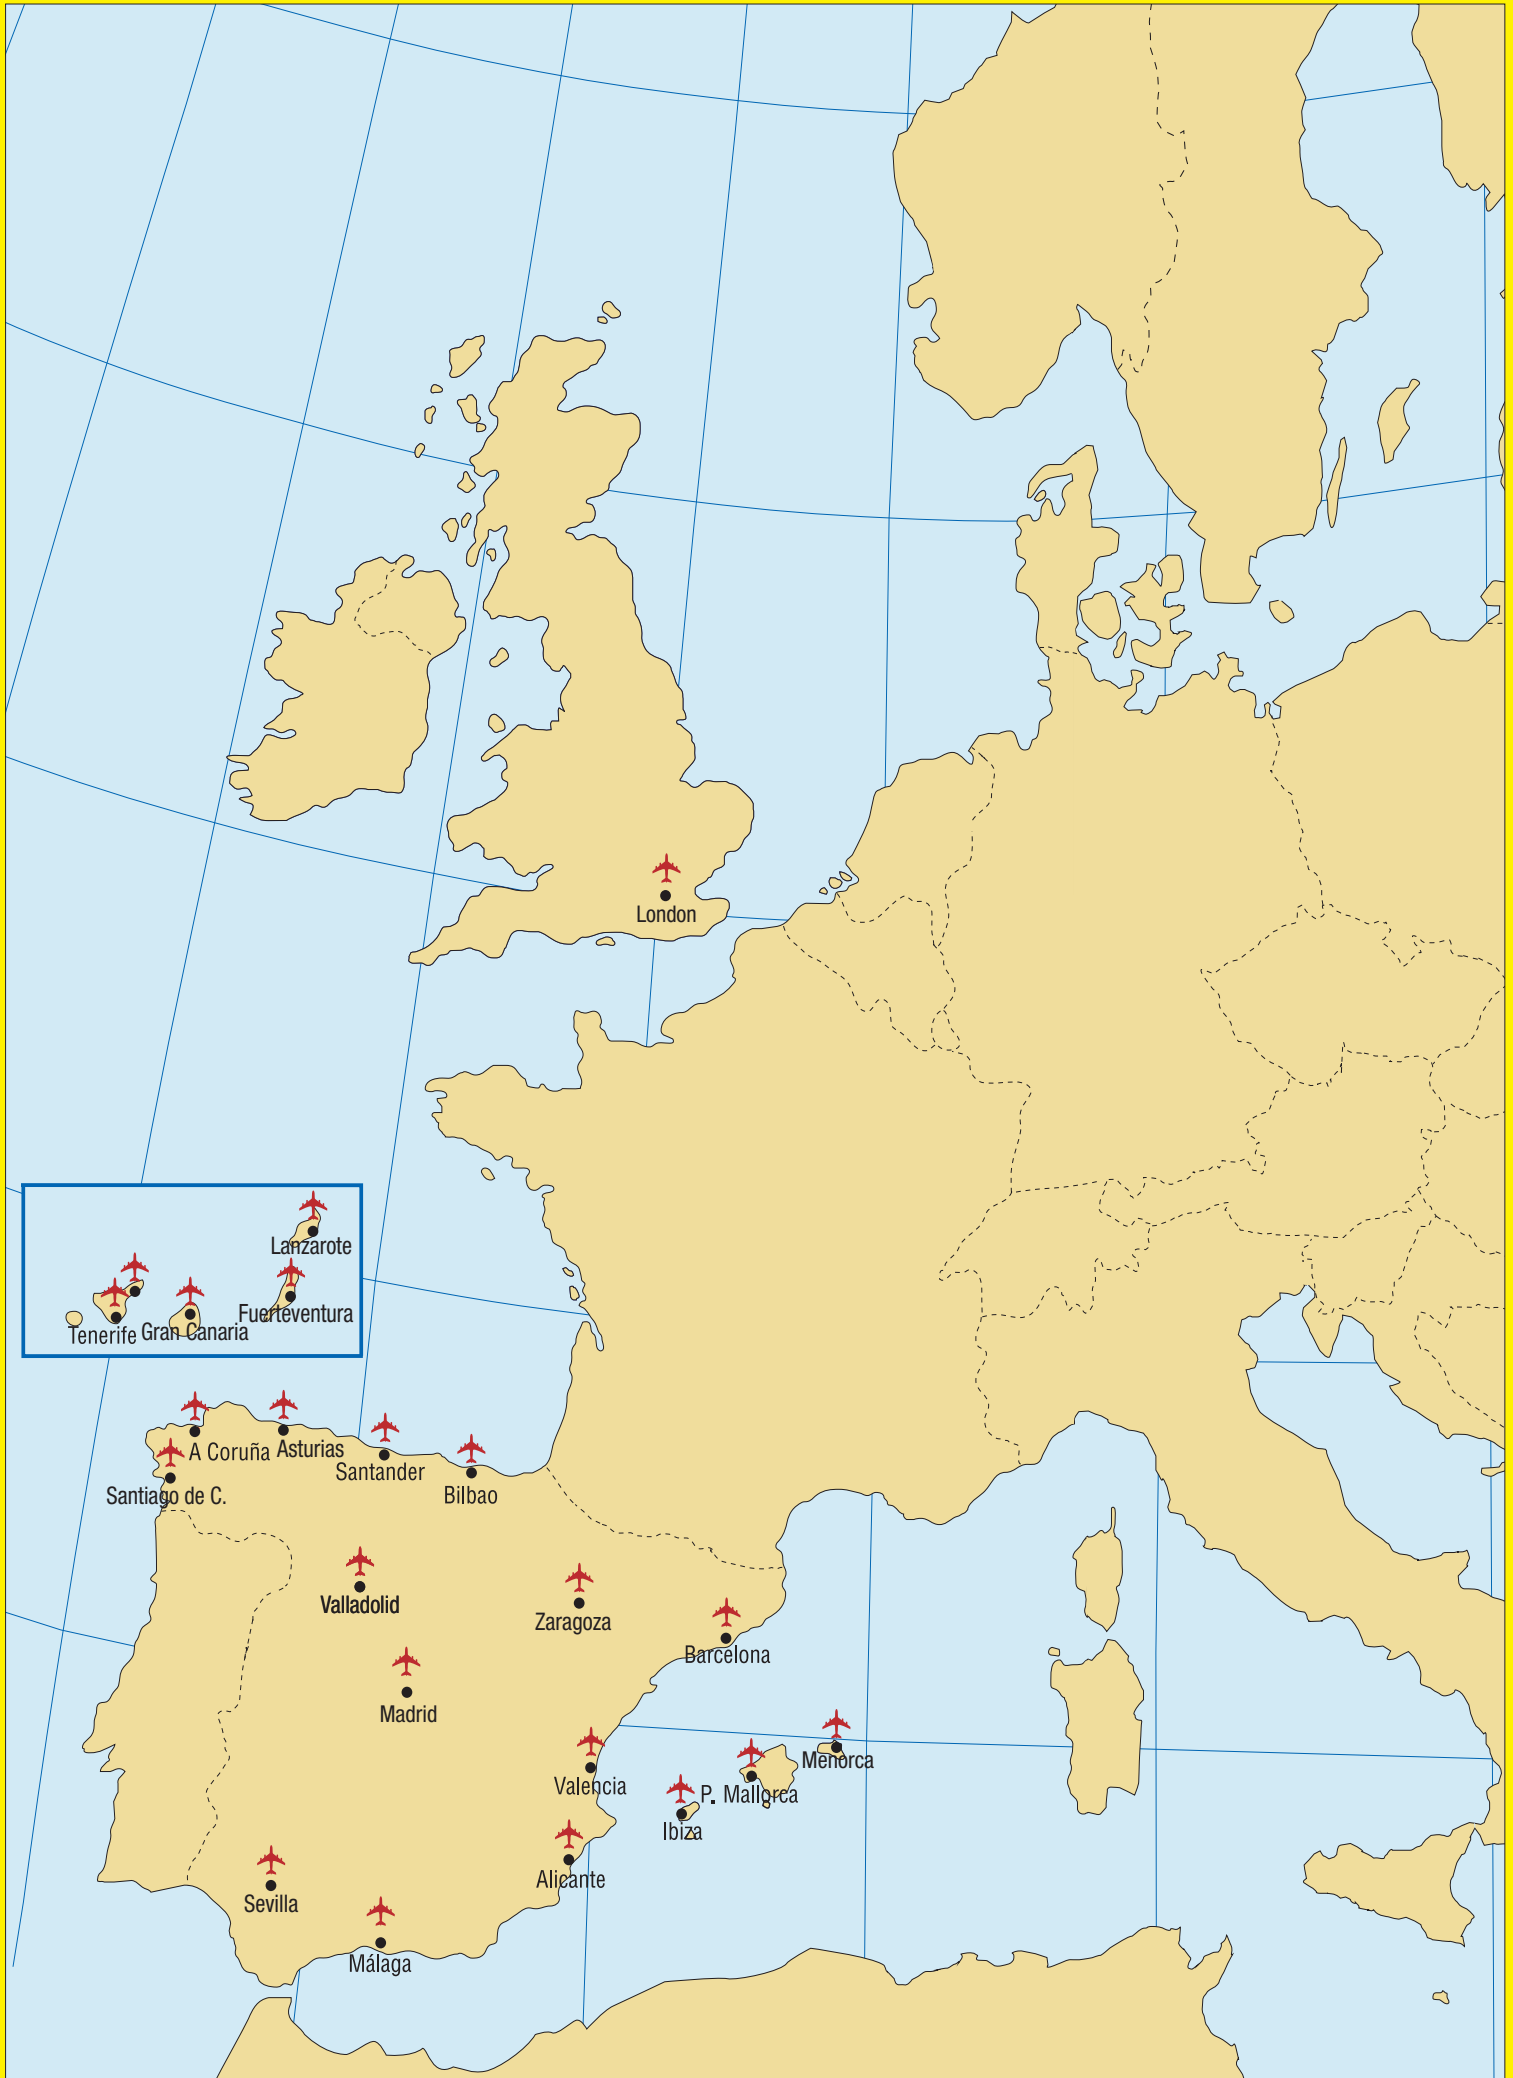 London
Lanzarote
Fuerteventura
Tenerife
Gran Canaria
A Coruña
Asturias
Santander
Bilbao
Santiago de C.
Valladolid
Zaragoza
Barcelona
Madrid
Valencia
Menorca
P. Mallorca
Ibiza
Alicante
Sevilla
Málaga